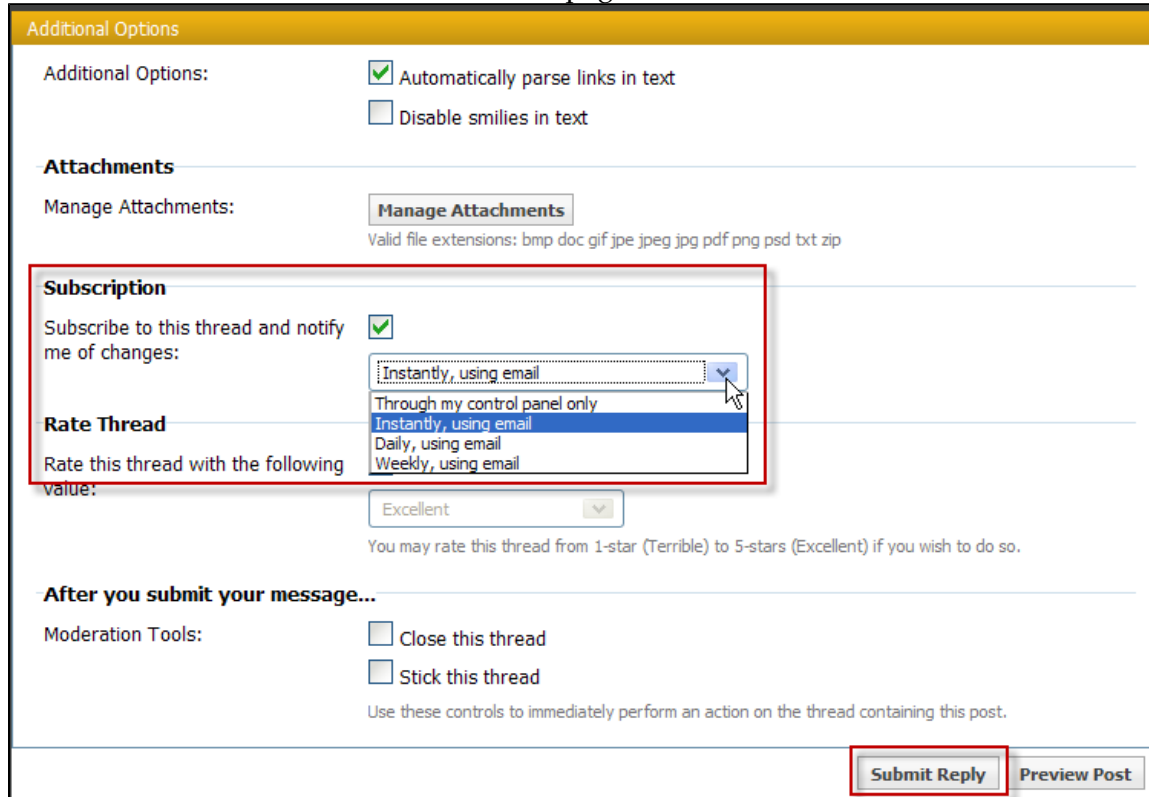 Additional Options
Additional Options:
Automatically parse links in text
Disable smilies in text
Attachments
Manage Attachments:
Manage Attachments
Valid file extensions: bmp doc gif jpe jpeg jpg pdf png psd txt zip
Subscription
Subscribe to this thread and notify
me of changes:
Instantly, using email
Through my control panel only
Instantly, using email
Daily, using email
Weekly, using email
Rate Thread
Rate this thread with the following
value:
Excellent
You may rate this thread from 1-star (Terrible) to 5-stars (Excellent) if you wish to do so.
After you submit your message...
Moderation Tools:
Close this thread
Stick this thread
Use these controls to immediately perform an action on the thread containing this post.
Submit Reply
Preview Post